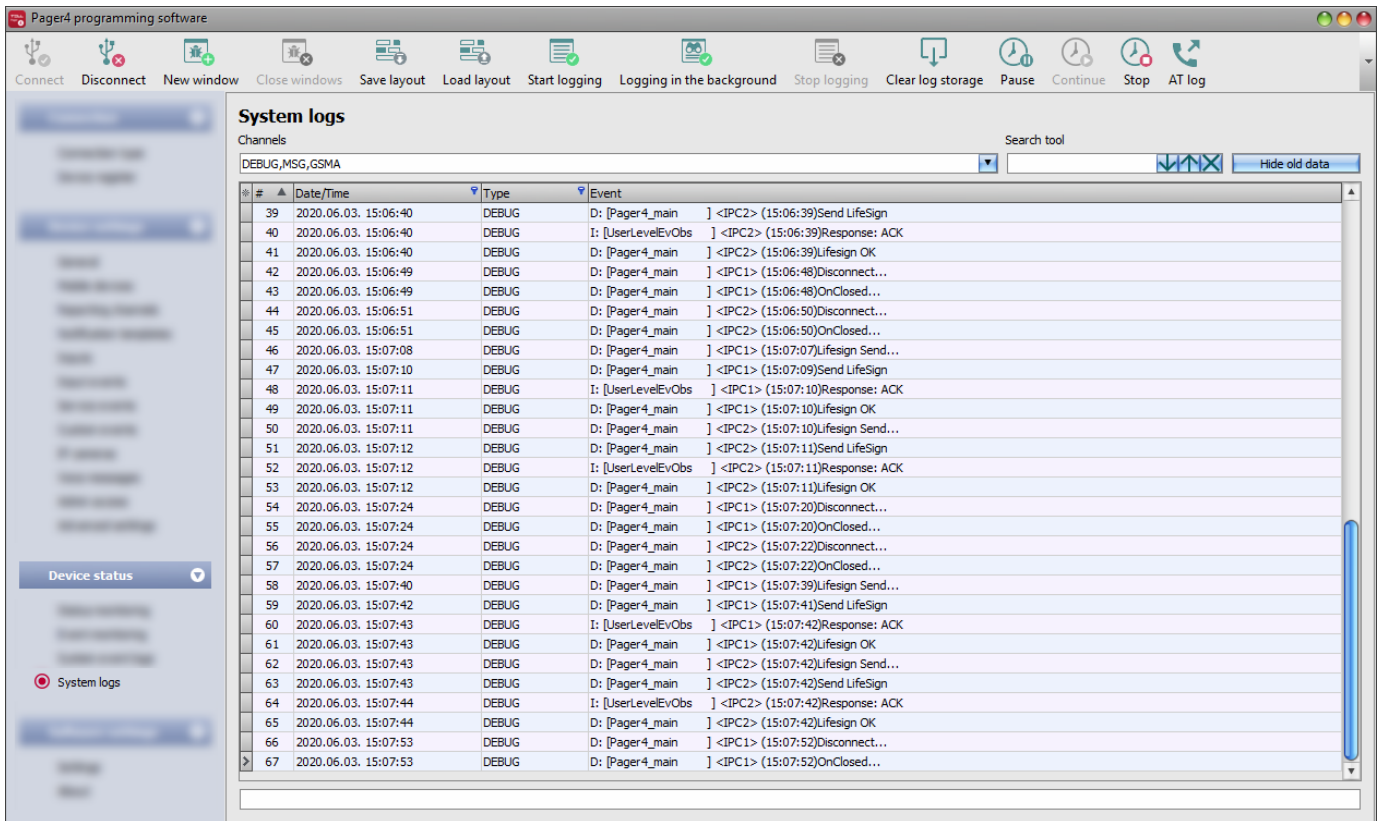 Pager4 programming software
Connect Disconnect New window Close windows Save layout Load layout Start logging Logging in the background Stop logging Clear log storage Pause Continue Stop AT log
System logs
Channels Search tool
DEBUG,MSG,GSMA Hide old data
# Date/Time Type Event
39 2020.06.03. 15:06:40 DEBUG D: [Pager4_main ] <IPC2> (15:06:39)Send LifeSign
40 2020.06.03. 15:06:40 DEBUG I: [UserLevelEvObs ] <IPC2> (15:06:39)Response: ACK
41 2020.06.03. 15:06:40 DEBUG D: [Pager4_main ] <IPC2> (15:06:39)Lifesign OK
42 2020.06.03. 15:06:49 DEBUG D: [Pager4_main ] <IPC1> (15:06:48)Disconnect...
43 2020.06.03. 15:06:49 DEBUG D: [Pager4_main ] <IPC1> (15:06:48)OnClosed...
44 2020.06.03. 15:06:51 DEBUG D: [Pager4_main ] <IPC2> (15:06:50)Disconnect...
45 2020.06.03. 15:06:51 DEBUG D: [Pager4_main ] <IPC2> (15:06:50)OnClosed...
46 2020.06.03. 15:07:08 DEBUG D: [Pager4_main ] <IPC1> (15:07:07)Lifesign Send...
47 2020.06.03. 15:07:10 DEBUG D: [Pager4_main ] <IPC1> (15:07:09)Send LifeSign
48 2020.06.03. 15:07:11 DEBUG I: [UserLevelEvObs ] <IPC1> (15:07:10)Response: ACK
49 2020.06.03. 15:07:11 DEBUG D: [Pager4_main ] <IPC1> (15:07:10)Lifesign OK
50 2020.06.03. 15:07:11 DEBUG D: [Pager4_main ] <IPC2> (15:07:10)Lifesign Send...
51 2020.06.03. 15:07:12 DEBUG D: [Pager4_main ] <IPC2> (15:07:11)Send LifeSign
52 2020.06.03. 15:07:12 DEBUG I: [UserLevelEvObs ] <IPC2> (15:07:11)Response: ACK
53 2020.06.03. 15:07:12 DEBUG D: [Pager4_main ] <IPC2> (15:07:11)Lifesign OK
54 2020.06.03. 15:07:24 DEBUG D: [Pager4_main ] <IPC1> (15:07:20)Disconnect...
55 2020.06.03. 15:07:24 DEBUG D: [Pager4_main ] <IPC1> (15:07:20)OnClosed...
56 2020.06.03. 15:07:24 DEBUG D: [Pager4_main ] <IPC2> (15:07:22)Disconnect...
57 2020.06.03. 15:07:24 DEBUG D: [Pager4_main ] <IPC2> (15:07:22)OnClosed...
Device status
58 2020.06.03. 15:07:40 DEBUG D: [Pager4_main ] <IPC1> (15:07:39)Lifesign Send...
59 2020.06.03. 15:07:42 DEBUG D: [Pager4_main ] <IPC1> (15:07:41)Send LifeSign
60 2020.06.03. 15:07:43 DEBUG I: [UserLevelEvObs ] <IPC1> (15:07:42)Response: ACK
61 2020.06.03. 15:07:43 DEBUG D: [Pager4_main ] <IPC1> (15:07:42)Lifesign OK
62 2020.06.03. 15:07:43 DEBUG D: [Pager4_main ] <IPC2> (15:07:42)Lifesign Send...
System logs
63 2020.06.03. 15:07:43 DEBUG D: [Pager4_main ] <IPC2> (15:07:42)Send LifeSign
64 2020.06.03. 15:07:44 DEBUG I: [UserLevelEvObs ] <IPC2> (15:07:42)Response: ACK
65 2020.06.03. 15:07:44 DEBUG D: [Pager4_main ] <IPC2> (15:07:42)Lifesign OK
66 2020.06.03. 15:07:53 DEBUG D: [Pager4_main ] <IPC1> (15:07:52)Disconnect...
67 2020.06.03. 15:07:53 DEBUG D: [Pager4_main ] <IPC1> (15:07:52)OnClosed...